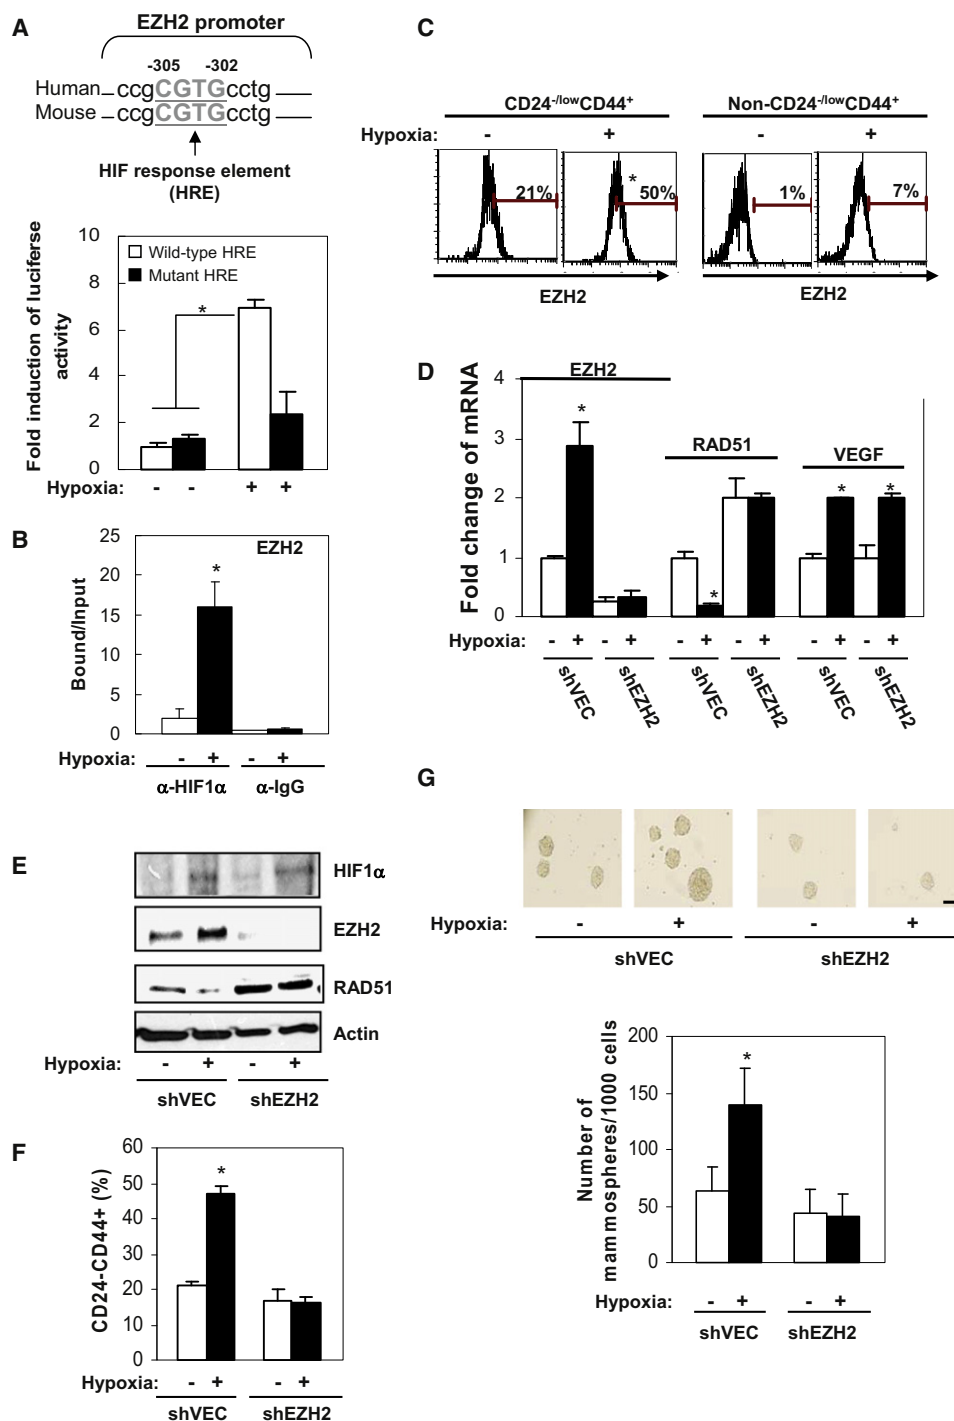 A
EZH2 promoter
-305 -302
Human ccgCGTGcctg
Mouse ccgCGTGcctg
HIF response element
(HRE)
Fold induction of luciferse
activity
10
8
6
4
2
0
Wild-type HRE
Mutant HRE
*
Hypoxia: - - + +
B
Bound/Input
25
20
15
10
5
0
EZH2
*
Hypoxia: - + - +
α-HIF1α α-IgG
C
CD24-/lowCD44+ Non-CD24-/lowCD44+
Hypoxia: - + - +
21% * 50% 1% 7%
EZH2 EZH2
D
Fold change of mRNA
4
3
2
1
0
EZH2
RAD51
VEGF
* * * *
Hypoxia: - + - + - + - + - + - +
shVEC shEZH2 shVEC shEZH2 shVEC shEZH2
E
HIF1α
EZH2
RAD51
Actin
Hypoxia: - + - +
shVEC shEZH2
F
CD24-CD44+ (%)
60
50
40
30
20
10
0
*
Hypoxia: - + - +
shVEC shEZH2
G
Hypoxia: - + - +
shVEC shEZH2
Number of
mammospheres/1000 cells
200
150
100
50
0
*
Hypoxia: - + - +
shVEC shEZH2